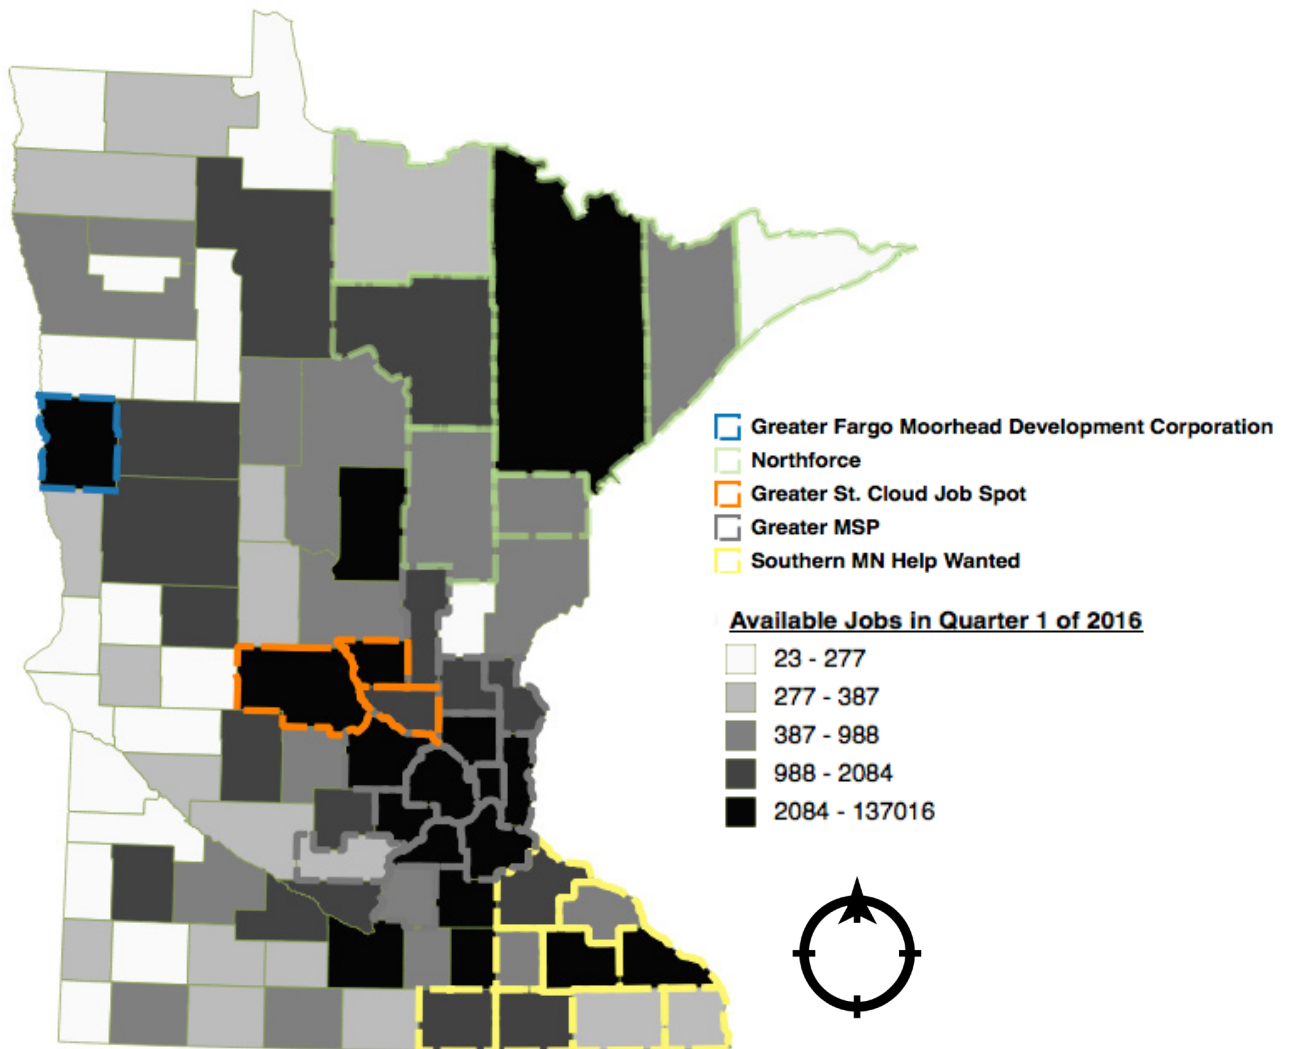 Greater Fargo Moorhead Development Corporation
Northforce
Greater St. Cloud Job Spot
Greater MSP
Southern MN Help Wanted
Available Jobs in Quarter 1 of 2016
23 - 277
277 - 387
387 - 988
988 - 2084
2084 - 137016